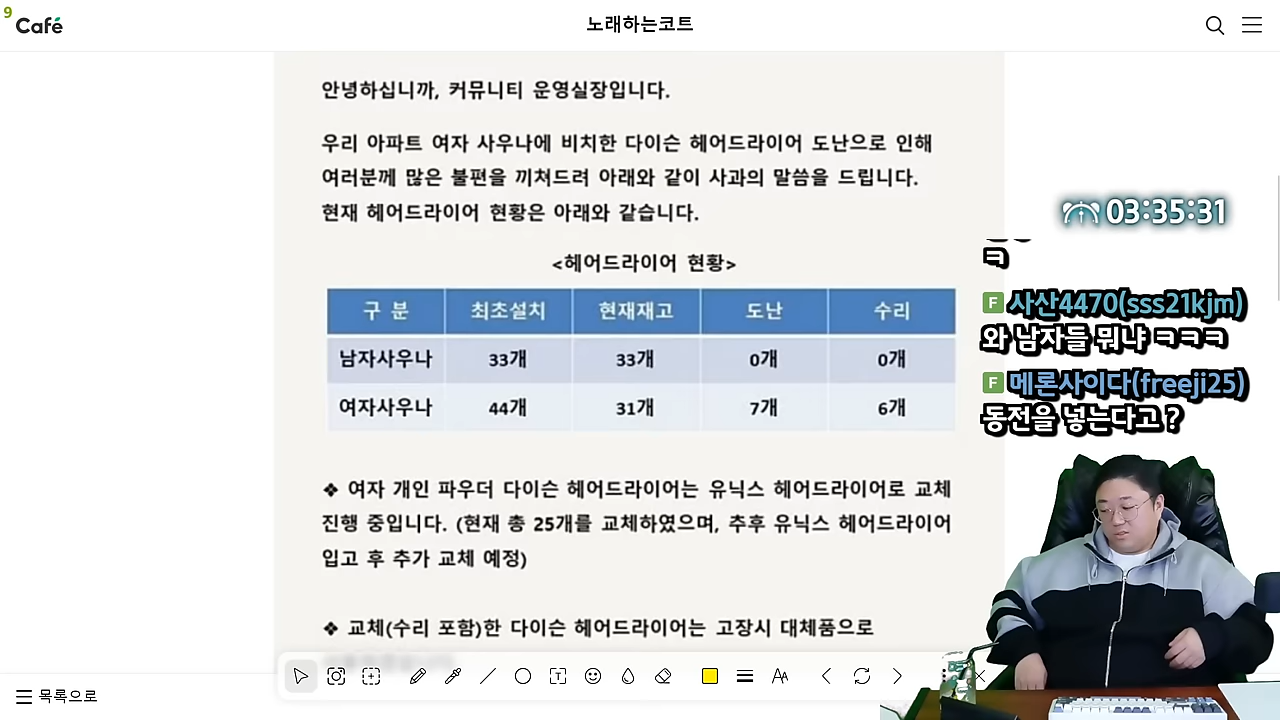 9
Café
노래하는코트
안녕하십니까, 커뮤니티 운영실장입니다.
우리 아파트 여자 사우나에 비치한 다이슨 헤어드라이어 도난으로 인해
여러분께 많은 불편을 끼쳐드려 아래와 같이 사과의 말씀을 드립니다.
현재 헤어드라이어 현황은 아래와 같습니다.
<헤어드라이어 현황>
구 분 최초설치 현재재고 도난 수리
남자사우나 33개 33개 0개 0개
여자사우나 44개 31개 7개 6개
❖ 여자 개인 파우더 다이슨 헤어드라이어는 유닉스 헤어드라이어로 교체
진행 중입니다. (현재 총 25개를 교체하였으며, 추후 유닉스 헤어드라이어
입고 후 추가 교체 예정)
❖ 교체(수리 포함)한 다이슨 헤어드라이어는 고장시 대체품으로
03:35:31
ㅋ
F 사산4470(sss21kjm)
와 남자들 뭐냐 ㅋㅋㅋ
F 메론사이다(freeji25)
동전을 넣는다고?
목록으로